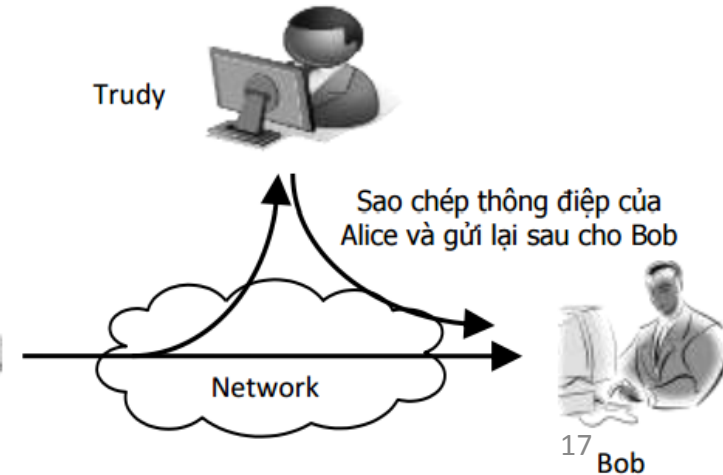 Trudy
Sao chép thông điệp của
Alice và gửi lại sau cho Bob
Network
17
Bob